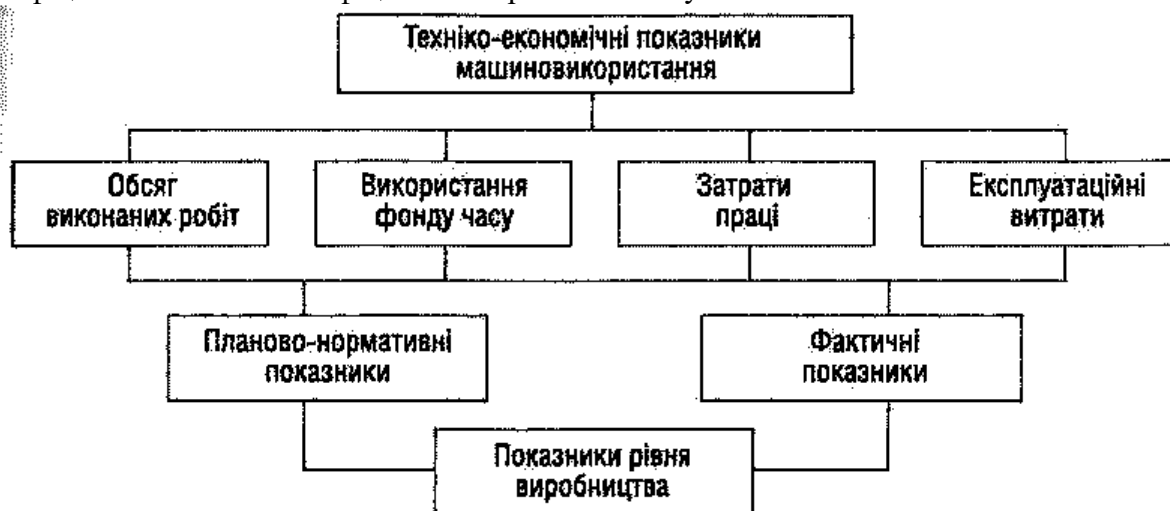 Техніко-економічні показники
машиновикористання
Обсяг
виконаних робіт
Використання
фонду часу
Затрати
праці
Експлуатаційні
витрати
Планово-нормативні
показники
Фактичні
показники
Показники рівня
виробництва